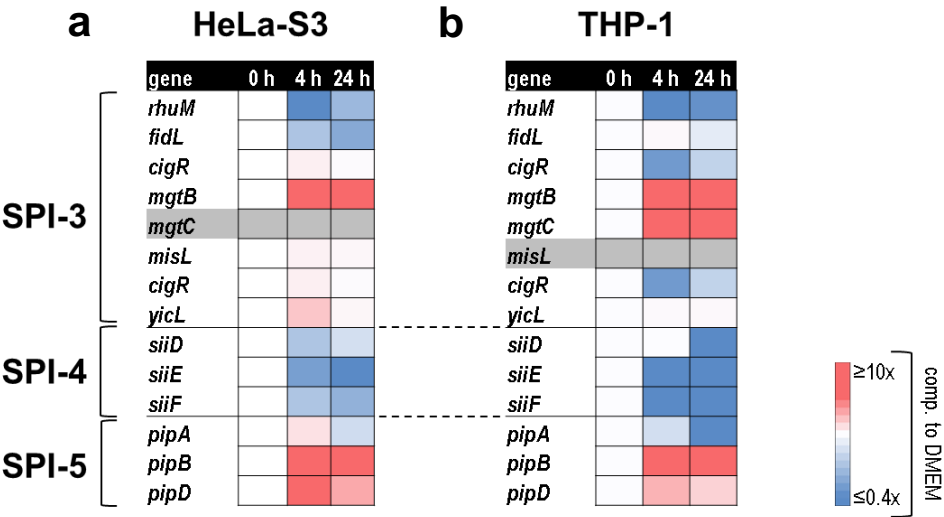 a HeLa-S3 b THP-1
gene 0 h 4 h 24 h gene 0 h 4 h 24 h
rhuM rhuM
fidL fidL
cigR cigR
mgtB mgtB
SPI-3 mgtC mgtC
misL misL
cigR cigR
yicL yicL
siiD siiD
SPI-4 siiE siiE
siiF siiF
pipA pipA
SPI-5 pipB pipB
pipD pipD
≥10x
≤0.4x
comp. to DMEM